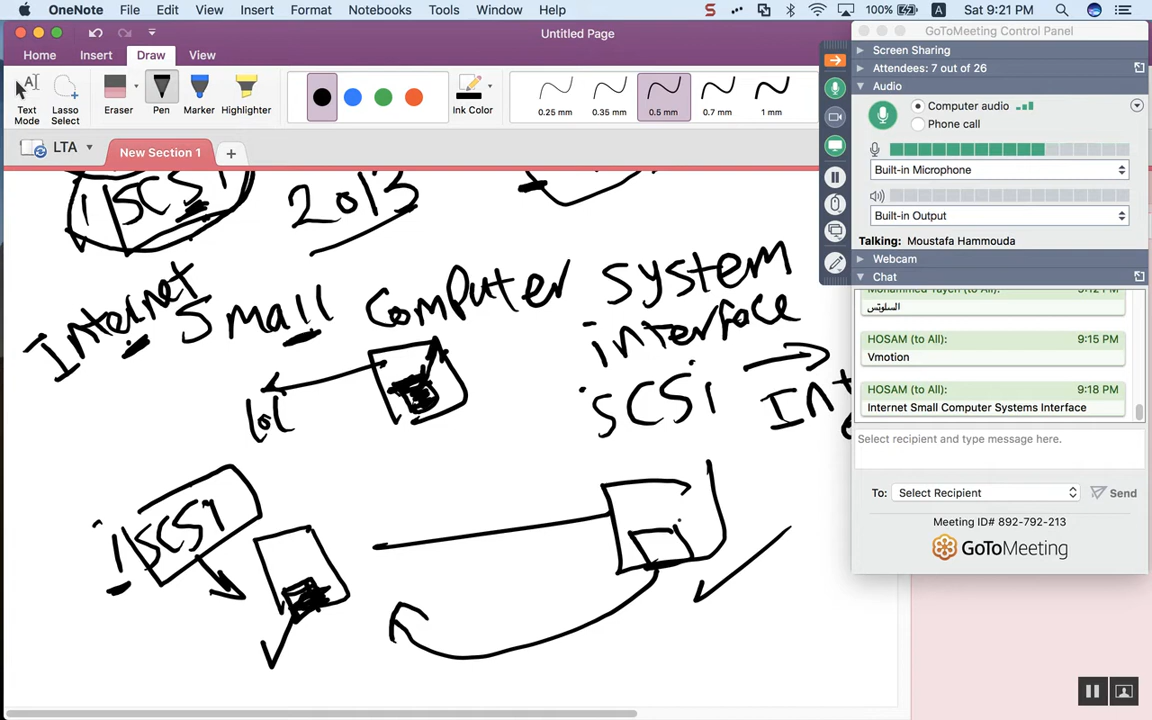 OneNote File Edit View Insert Format Notebooks Tools Window Help
100% A Sat 9:21 PM
Untitled Page
Home Insert Draw View
Text Mode
Lasso Select
Eraser
Pen
Marker
Highlighter
Ink Color
0.25 mm
0.35 mm
0.5 mm
0.7 mm
1 mm
LTA
New Section 1
iSCSI
2013
Internet Small Computer system
interface
lol
iSCSi
iSCSI
GoToMeeting Control Panel
Screen Sharing
Attendees: 7 out of 26
Audio
Computer audio
Phone call
Built-in Microphone
Built-in Output
Talking: Moustafa Hammouda
Webcam
Chat
Mohammed Tayeh (to All):
HOSAM (to All): 9:15 PM
Vmotion
HOSAM (to All): 9:18 PM
Internet Small Computer Systems Interface
Select recipient and type message here.
To: Select Recipient
Send
Meeting ID# 892-792-213
GoToMeeting